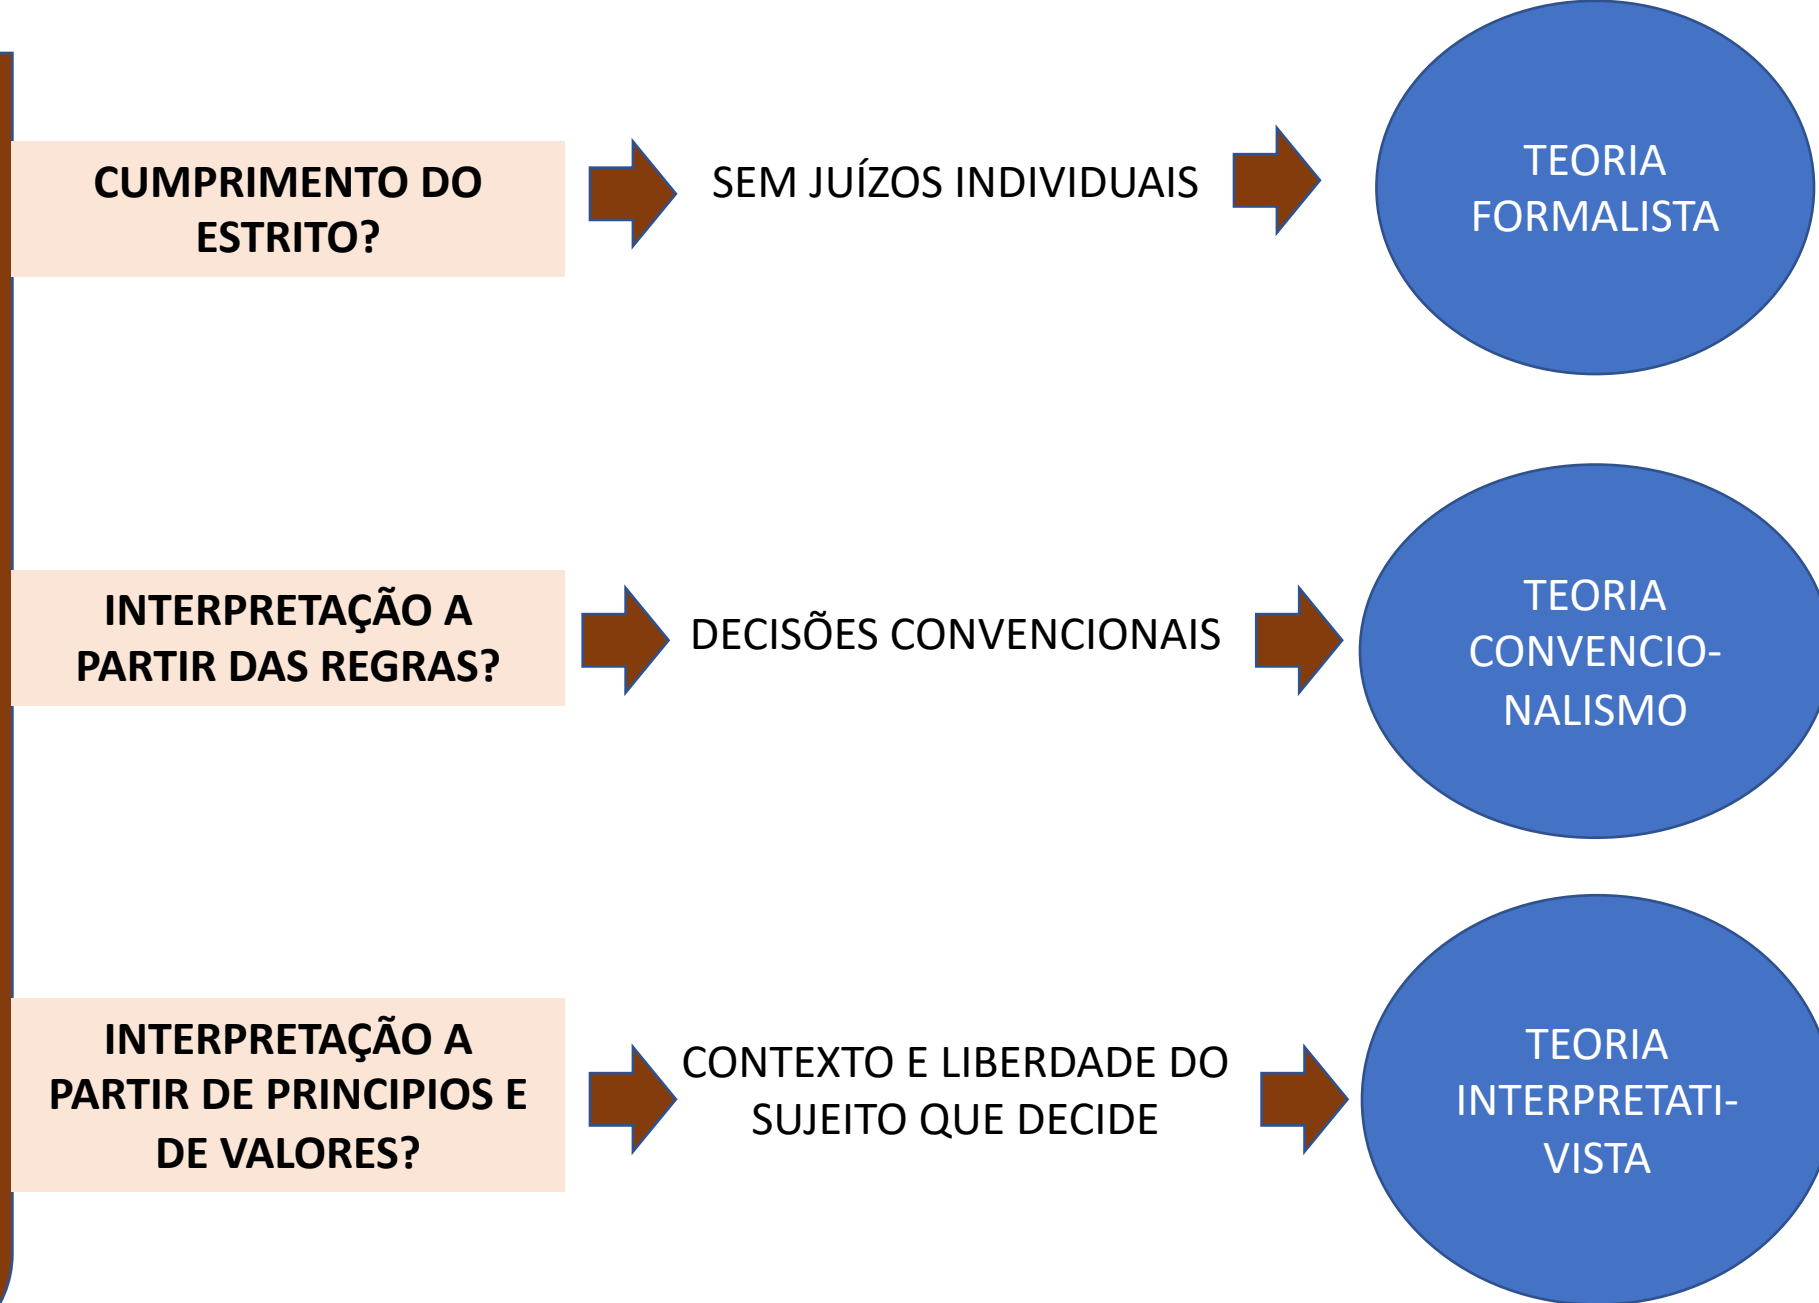 CUMPRIMENTO DO
ESTRITO?
SEM JUÍZOS INDIVIDUAIS
TEORIA
FORMALISTA
INTERPRETAÇÃO A
PARTIR DAS REGRAS?
DECISÕES CONVENCIONAIS
TEORIA
CONVENCIO-
NALISMO
INTERPRETAÇÃO A
PARTIR DE PRINCIPIOS E
DE VALORES?
CONTEXTO E LIBERDADE DO
SUJEITO QUE DECIDE
TEORIA
INTERPRETATI-
VISTA